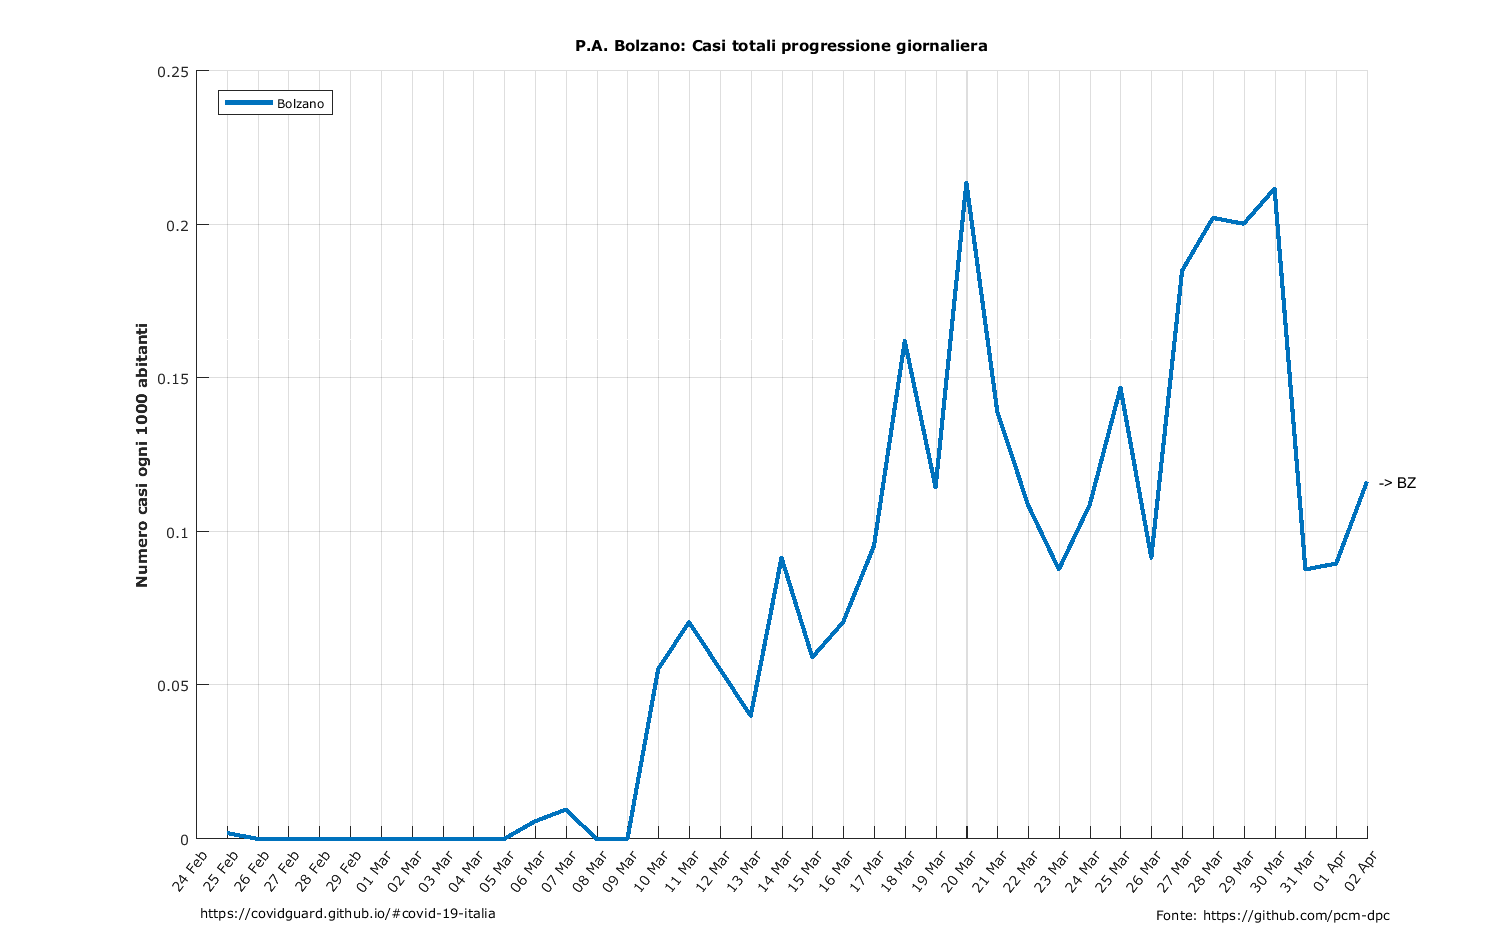 P.A. Bolzano: Casi totali progressione giornaliera
Numero casi ogni 1000 abitanti
0.25
0.2
0.15
0.1
0.05
0
Bolzano
-> BZ
24 Feb
25 Feb
26 Feb
27 Feb
28 Feb
29 Feb
01 Mar
02 Mar
03 Mar
04 Mar
05 Mar
06 Mar
07 Mar
08 Mar
09 Mar
10 Mar
11 Mar
12 Mar
13 Mar
14 Mar
15 Mar
16 Mar
17 Mar
18 Mar
19 Mar
20 Mar
21 Mar
22 Mar
23 Mar
24 Mar
25 Mar
26 Mar
27 Mar
28 Mar
29 Mar
30 Mar
31 Mar
01 Apr
02 Apr
https://covidguard.github.io/#covid-19-italia
Fonte: https://github.com/pcm-dpc